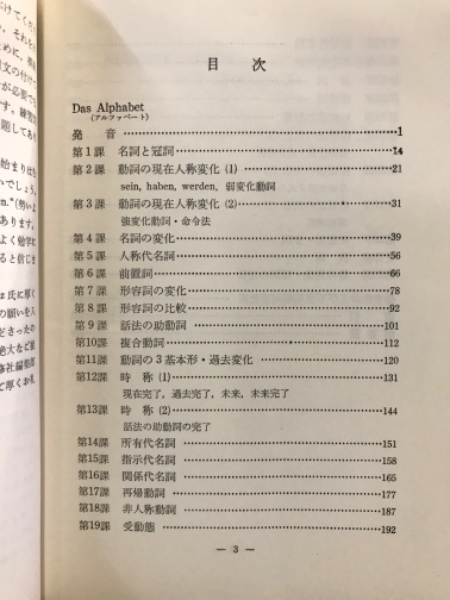 目次
Das Alphabet
(アルファベート)
発音 ……1
第1課 名詞と冠詞 ……14
第2課 動詞の現在人称変化 (1) ……21
sein, haben, werden, 弱変化動詞
第3課 動詞の現在人称変化 (2) ……31
強変化動詞・命令法
第4課 名詞の変化 ……39
第5課 人称代名詞 ……56
第6課 前置詞 ……66
第7課 形容詞の変化 ……78
第8課 形容詞の比較 ……92
第9課 話法の助動詞 ……101
第10課 複合動詞 ……112
第11課 動詞の3基本形・過去変化 ……120
第12課 時称 (1) ……131
現在完了, 過去完了, 未来, 未来完了
第13課 時称 (2) ……144
話法の助動詞の完了
第14課 所有代名詞 ……151
第15課 指示代名詞 ……158
第16課 関係代名詞 ……165
第17課 再帰動詞 ……177
第18課 非人称動詞 ……187
第19課 受動態 ……192
— 3 —